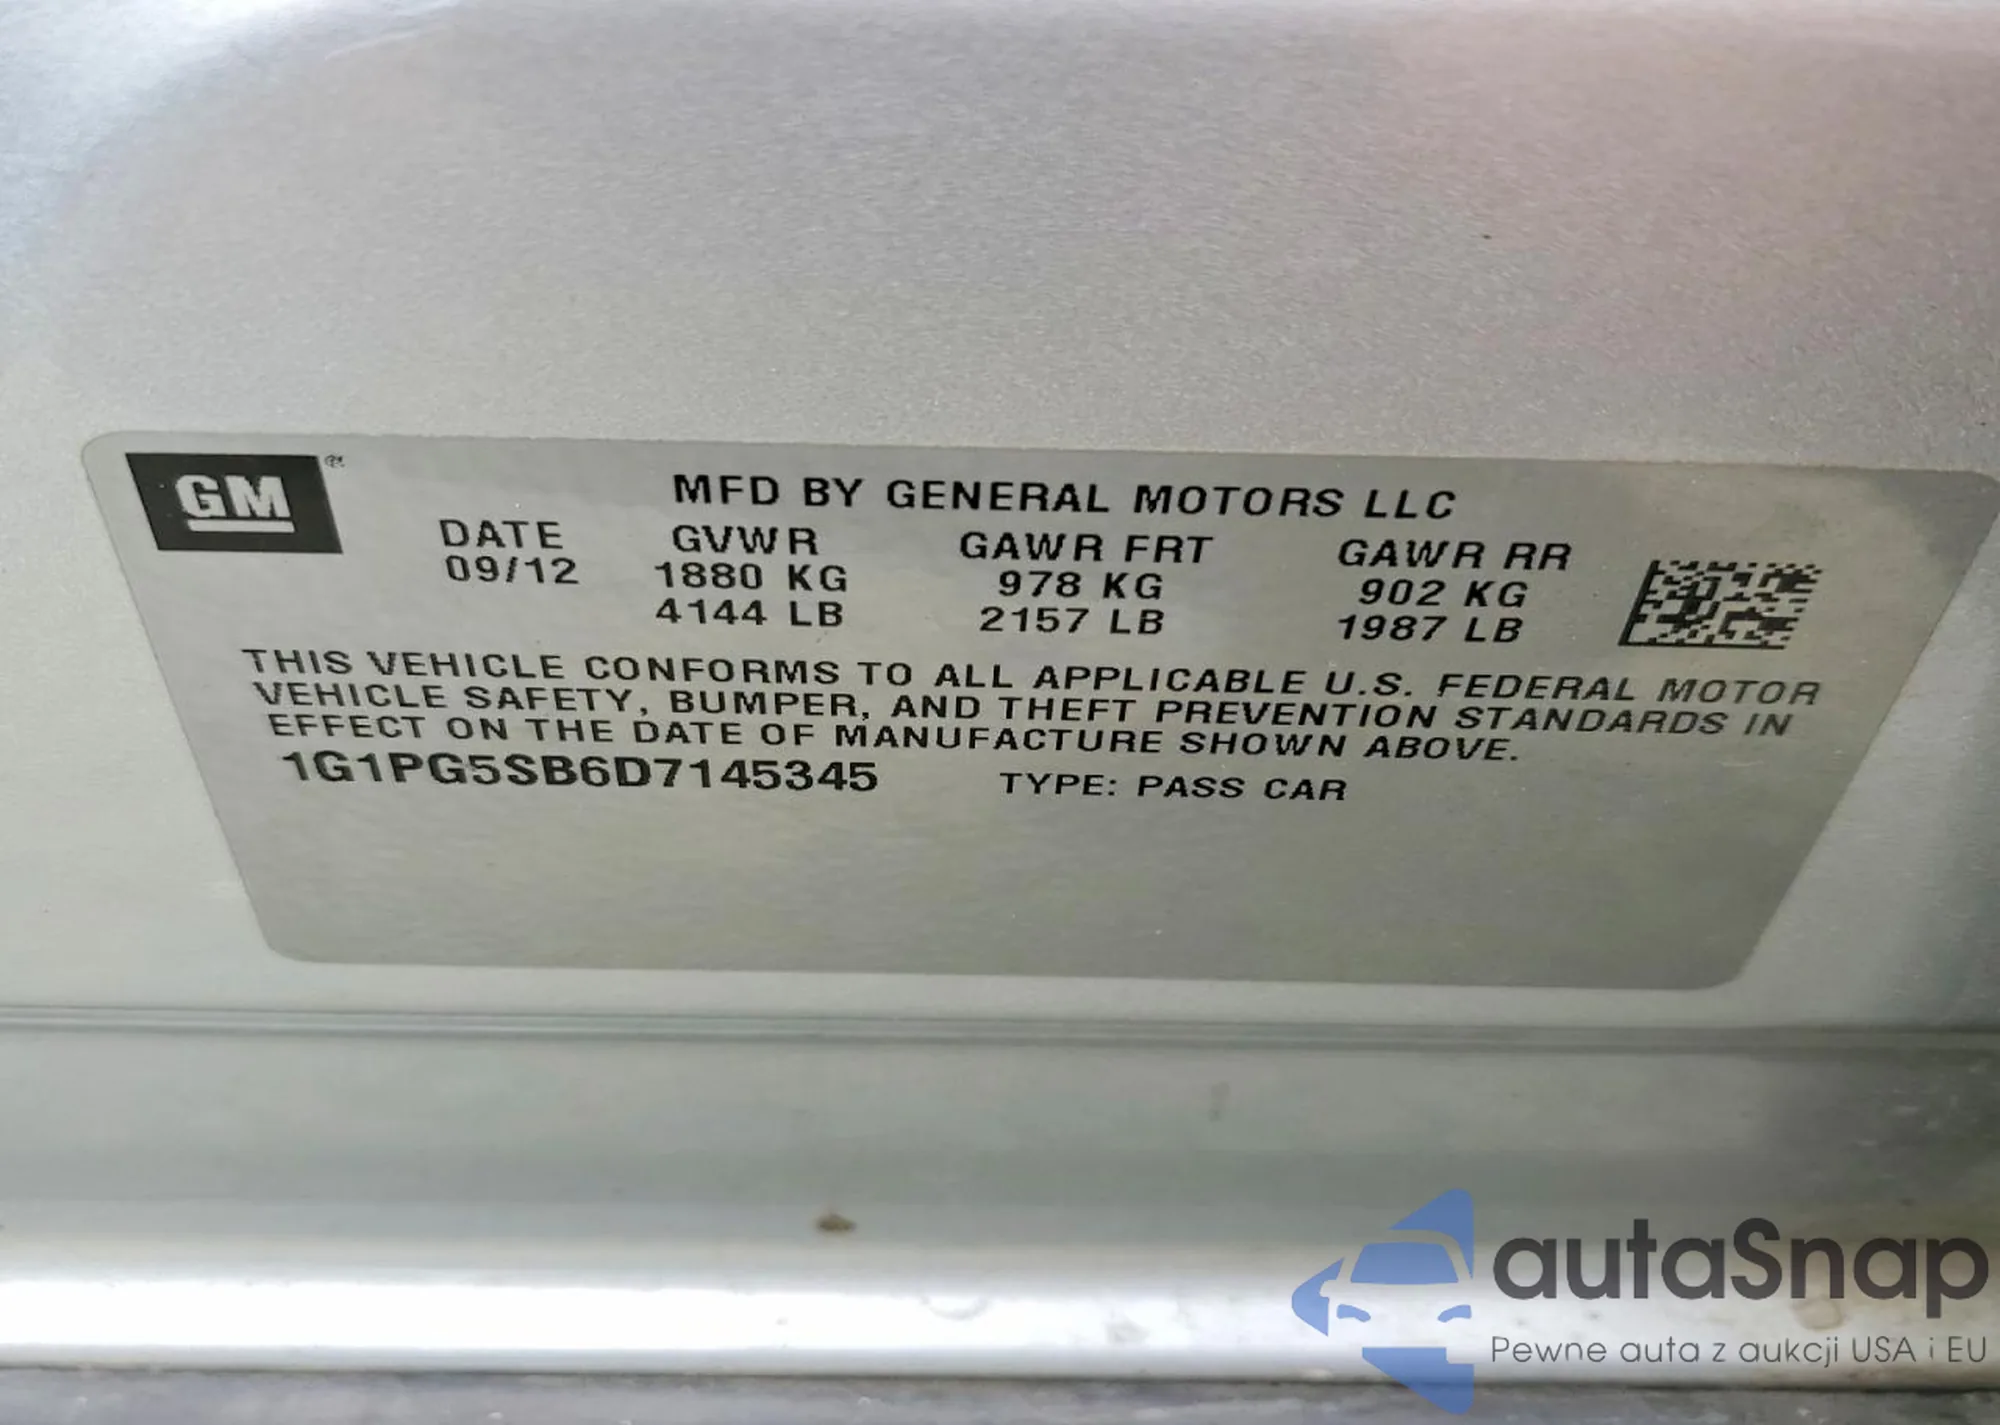 GM
MFD BY GENERAL MOTORS LLC
DATE GVWR GAWR FRT GAWR RR
09/12 1880 KG 978 KG 902 KG
4144 LB 2157 LB 1987 LB
THIS VEHICLE CONFORMS TO ALL APPLICABLE U.S. FEDERAL MOTOR
VEHICLE SAFETY, BUMPER, AND THEFT PREVENTION STANDARDS IN
EFFECT ON THE DATE OF MANUFACTURE SHOWN ABOVE.
1G1PG5SB6D7145345 TYPE: PASS CAR
autaSnap
Pewne auta z aukcji USA i EU